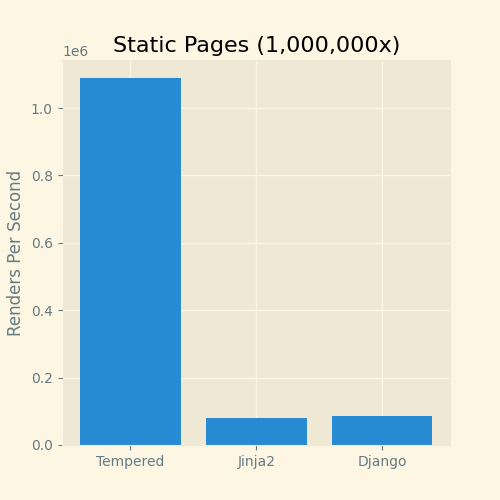 Static Pages (1,000,000x)
1e6
Renders Per Second
1.0
0.8
0.6
0.4
0.2
0.0
Tempered Jinja2 Django